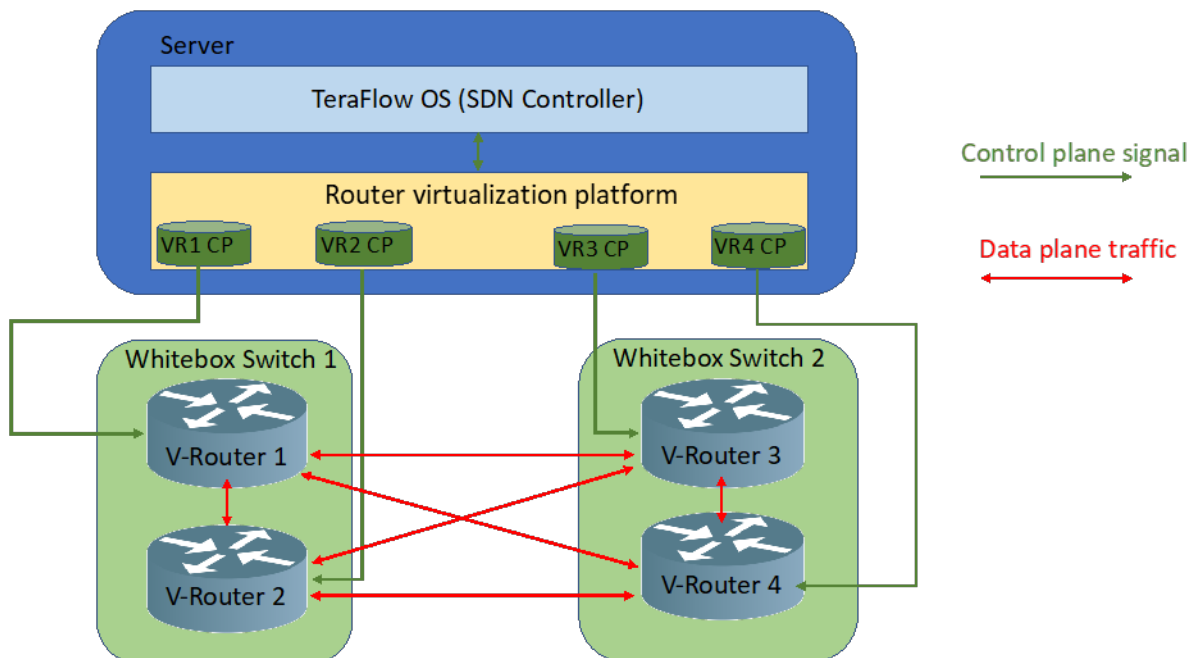 Server
TeraFlow OS (SDN Controller)
Control plane signal
Router virtualization platform
VR1 CP
VR2 CP
VR3 CP
VR4 CP
Data plane traffic
Whitebox Switch 1
Whitebox Switch 2
V-Router 1
V-Router 3
V-Router 2
V-Router 4